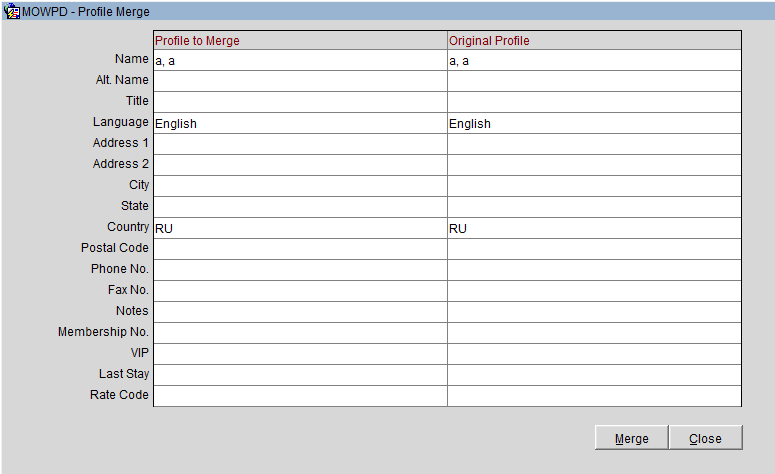 MOWPD - Profile Merge
Profile to Merge Original Profile
Name a, a a, a
Alt. Name
Title
Language English English
Address 1
Address 2
City
State
Country RU RU
Postal Code
Phone No.
Fax No.
Notes
Membership No.
VIP
Last Stay
Rate Code
Merge Close